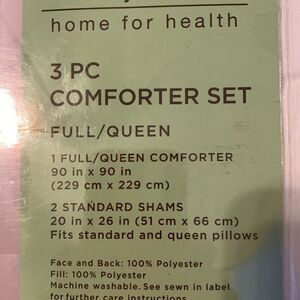 home for health
3 PC
COMFORTER SET
FULL/QUEEN
1 FULL/QUEEN COMFORTER
90 in x 90 in
(229 cm x 229 cm)
2 STANDARD SHAMS
20 in x 26 in (51 cm x 66 cm)
Fits standard and queen pillows
Face and Back: 100% Polyester
Fill: 100% Polyester
Machine washable. See sewn in label
for further care instructions